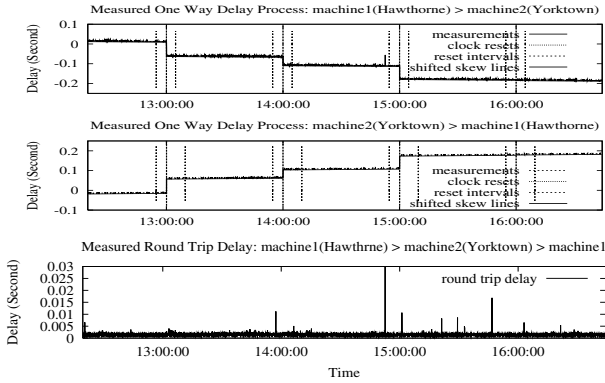 Measured One Way Delay Process: machine1(Hawthorne) > machine2(Yorktown)
Delay (Second)
0.1
0
-0.1
-0.2
measurements
clock resets
reset intervals
shifted skew lines
13:00:00 14:00:00 15:00:00 16:00:00
Measured One Way Delay Process: machine2(Yorktown) > machine1(Hawthorne)
Delay (Second)
0.2
0.1
0
-0.1
measurements
clock resets
reset intervals
shifted skew lines
13:00:00 14:00:00 15:00:00 16:00:00
Measured Round Trip Delay: machine1(Hawthrne) > machine2(Yorktown) > machine1
Delay (Second)
0.03
0.025
0.02
0.015
0.01
0.005
0
round trip delay
13:00:00 14:00:00 15:00:00 16:00:00
Time